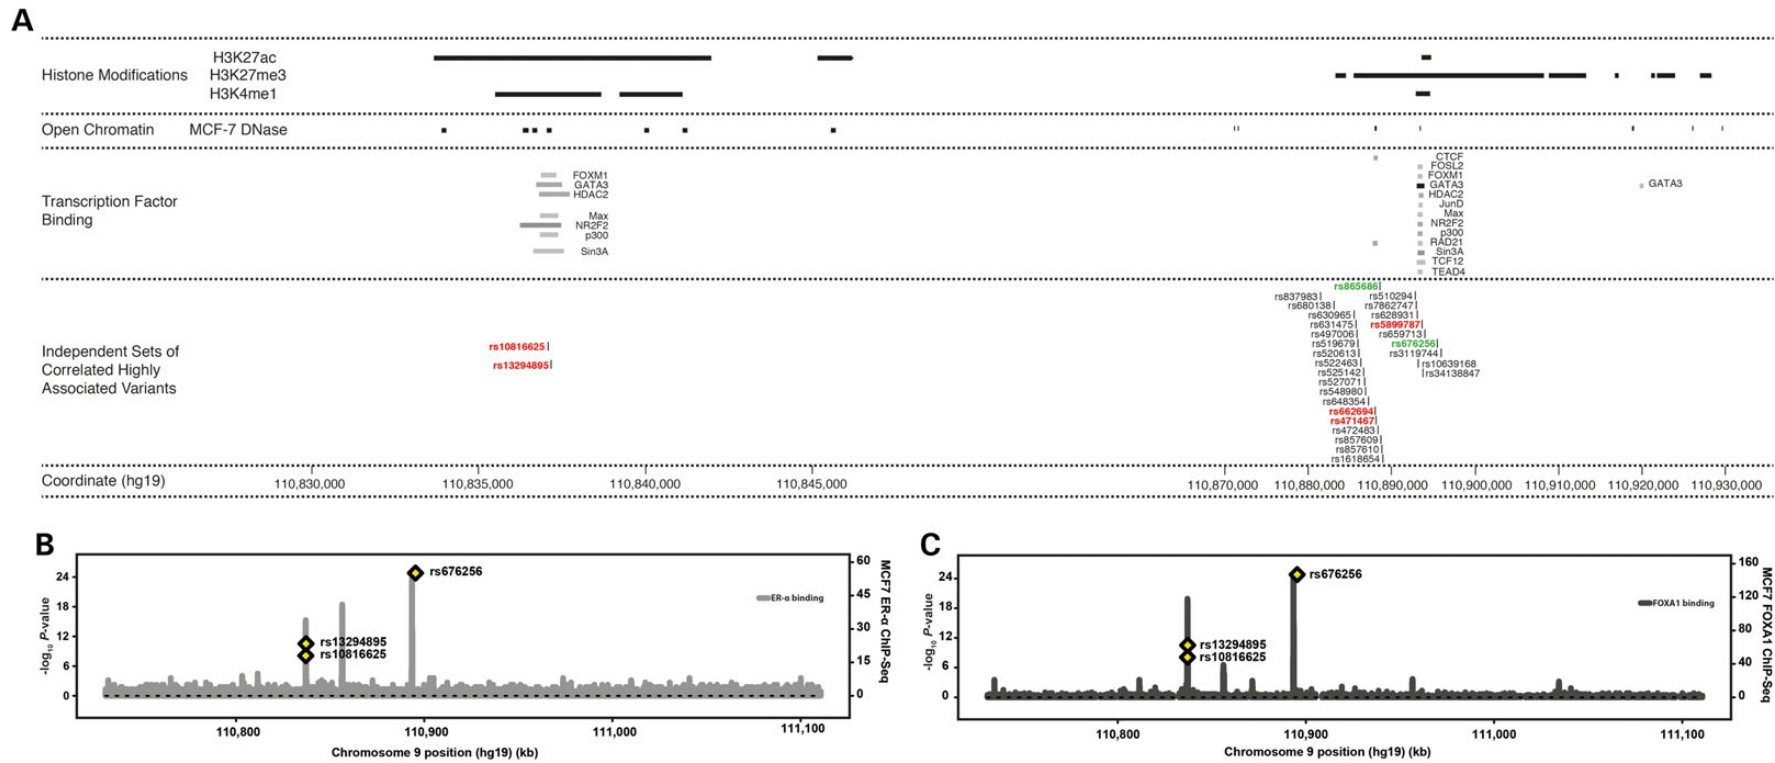 A
Histone Modifications
H3K27ac
H3K27me3
H3K4me1
Open Chromatin MCF-7 DNase
Transcription Factor
Binding
FOXM1
GATA3
HDAC2
Max
NR2F2
p300
Sin3A
CTCF
FOSL2
FOXM1
GATA3
HDAC2
JunD
Max
NR2F2
p300
RAD21
Sin3A
TCF12
TEAD4
GATA3
Independent Sets of
Correlated Highly
Associated Variants
rs10816625
rs13294895
rs865686
rs837983
rs680138
rs630965
rs631475
rs497006
rs519679
rs520613
rs522463
rs525142
rs527071
rs548980
rs648354
rs662694
rs471467
rs472483
rs857609
rs857610
rs1618654
rs510294
rs7862747
rs628931
rs5899787
rs659713
rs676256
rs3119744
rs10639168
rs34138847
Coordinate (hg19) 110,830,000 110,835,000 110,840,000 110,845,000 110,870,000 110,880,000 110,890,000 110,900,000 110,910,000 110,920,000 110,930,000
B
-log10 P-value
24
18
12
6
0
rs676256
rs13294895
rs10816625
ER-α binding
60
45
30
15
0
MCF7 ER-α ChIP-Seq
110,800 110,900 111,000 111,100
Chromosome 9 position (hg19) (kb)
C
-log10 P-value
24
18
12
6
0
rs676256
rs13294895
rs10816625
FOXA1 binding
160
120
80
40
0
MCF7 FOXA1 ChIP-Seq
110,800 110,900 111,000 111,100
Chromosome 9 position (hg19) (kb)